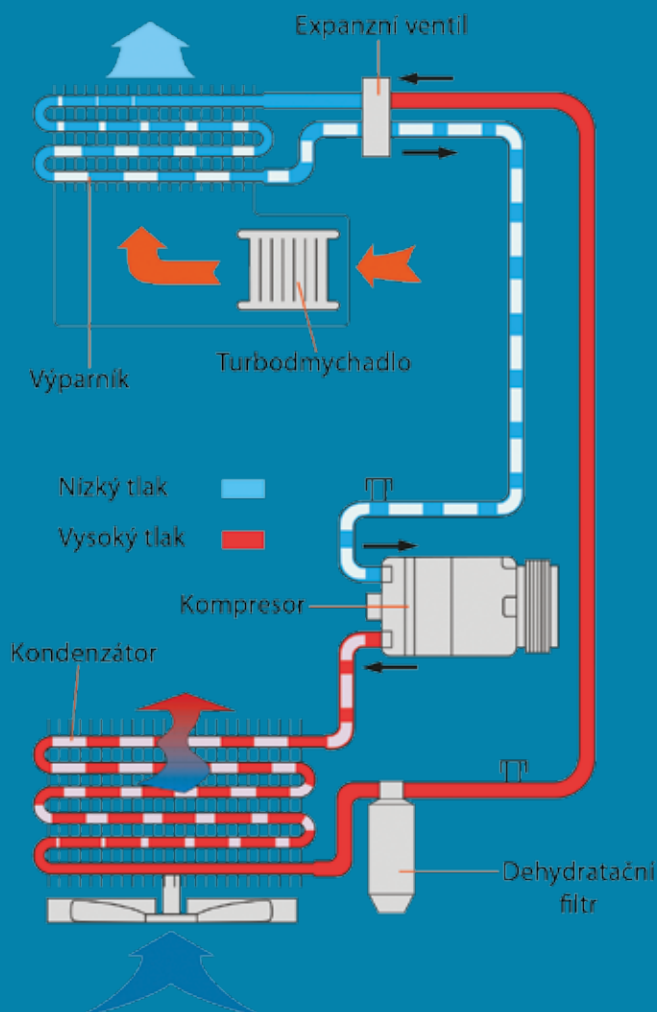 Expanzní ventil
Turbodmychadlo
Výparník
Nízký tlak
Vysoký tlak
Kompresor
Kondenzátor
Dehydratační
filtr